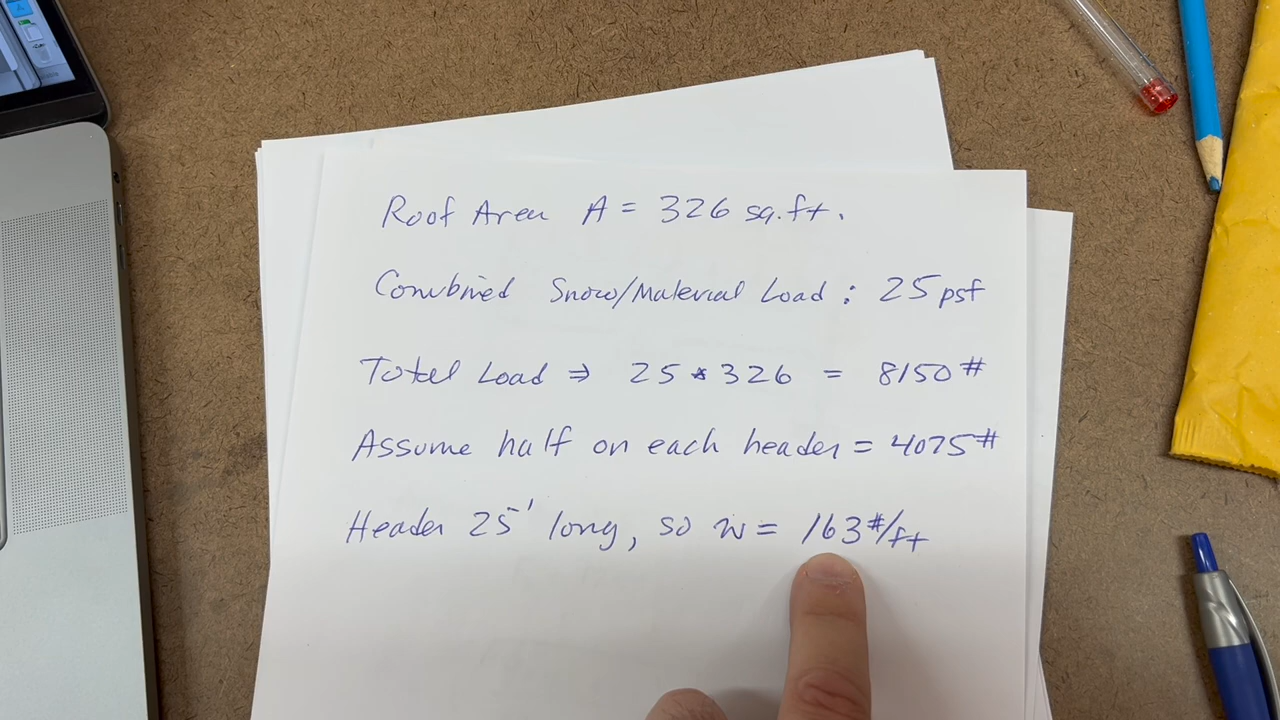 Roof Area A = 326 sq.ft.
Combined Snow/Material Load : 25 psf
Total Load ⇒ 25 * 326 = 8150 #
Assume half on each header = 4075 #
Header 25' long, so w = 163 #/ft